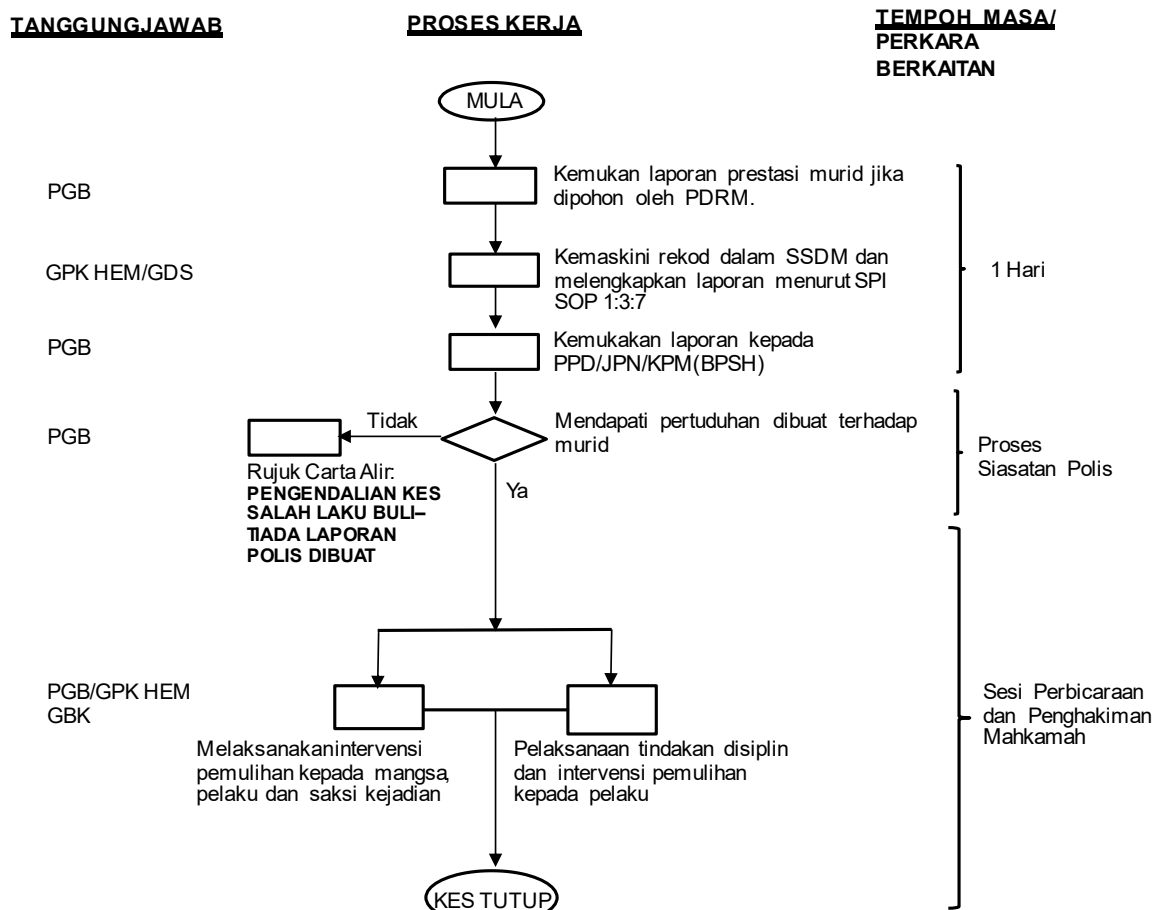 TANGGUNGJAWAB
PROSES KERJA
TEMPOH MASA/
PERKARA
BERKAITAN
MULA
PGB
Kemukan laporan prestasi murid jika
dipohon oleh PDRM.
GPK HEM/GDS
Kemaskini rekod dalam SSDM dan
melengkapkan laporan menurut SPI
SOP 1:3:7
1 Hari
PGB
Kemukakan laporan kepada
PPD/JPN/KPM(BPSH)
PGB
Tidak
Mendapati pertuduhan dibuat terhadap
murid
Proses
Siasatan Polis
Rujuk Carta Alir:
PENGENDALIAN KES
SALAH LAKU BULI–
TIADA LAPORAN
POLIS DIBUAT
Ya
PGB/GPK HEM
GBK
Sesi Perbicaraan
dan Penghakiman
Mahkamah
Melaksanakanintervensi
pemulihan kepada mangsa,
pelaku dan saksi kejadian
Pelaksanaan tindakan disiplin
dan intervensi pemulihan
kepada pelaku
KES TUTUP